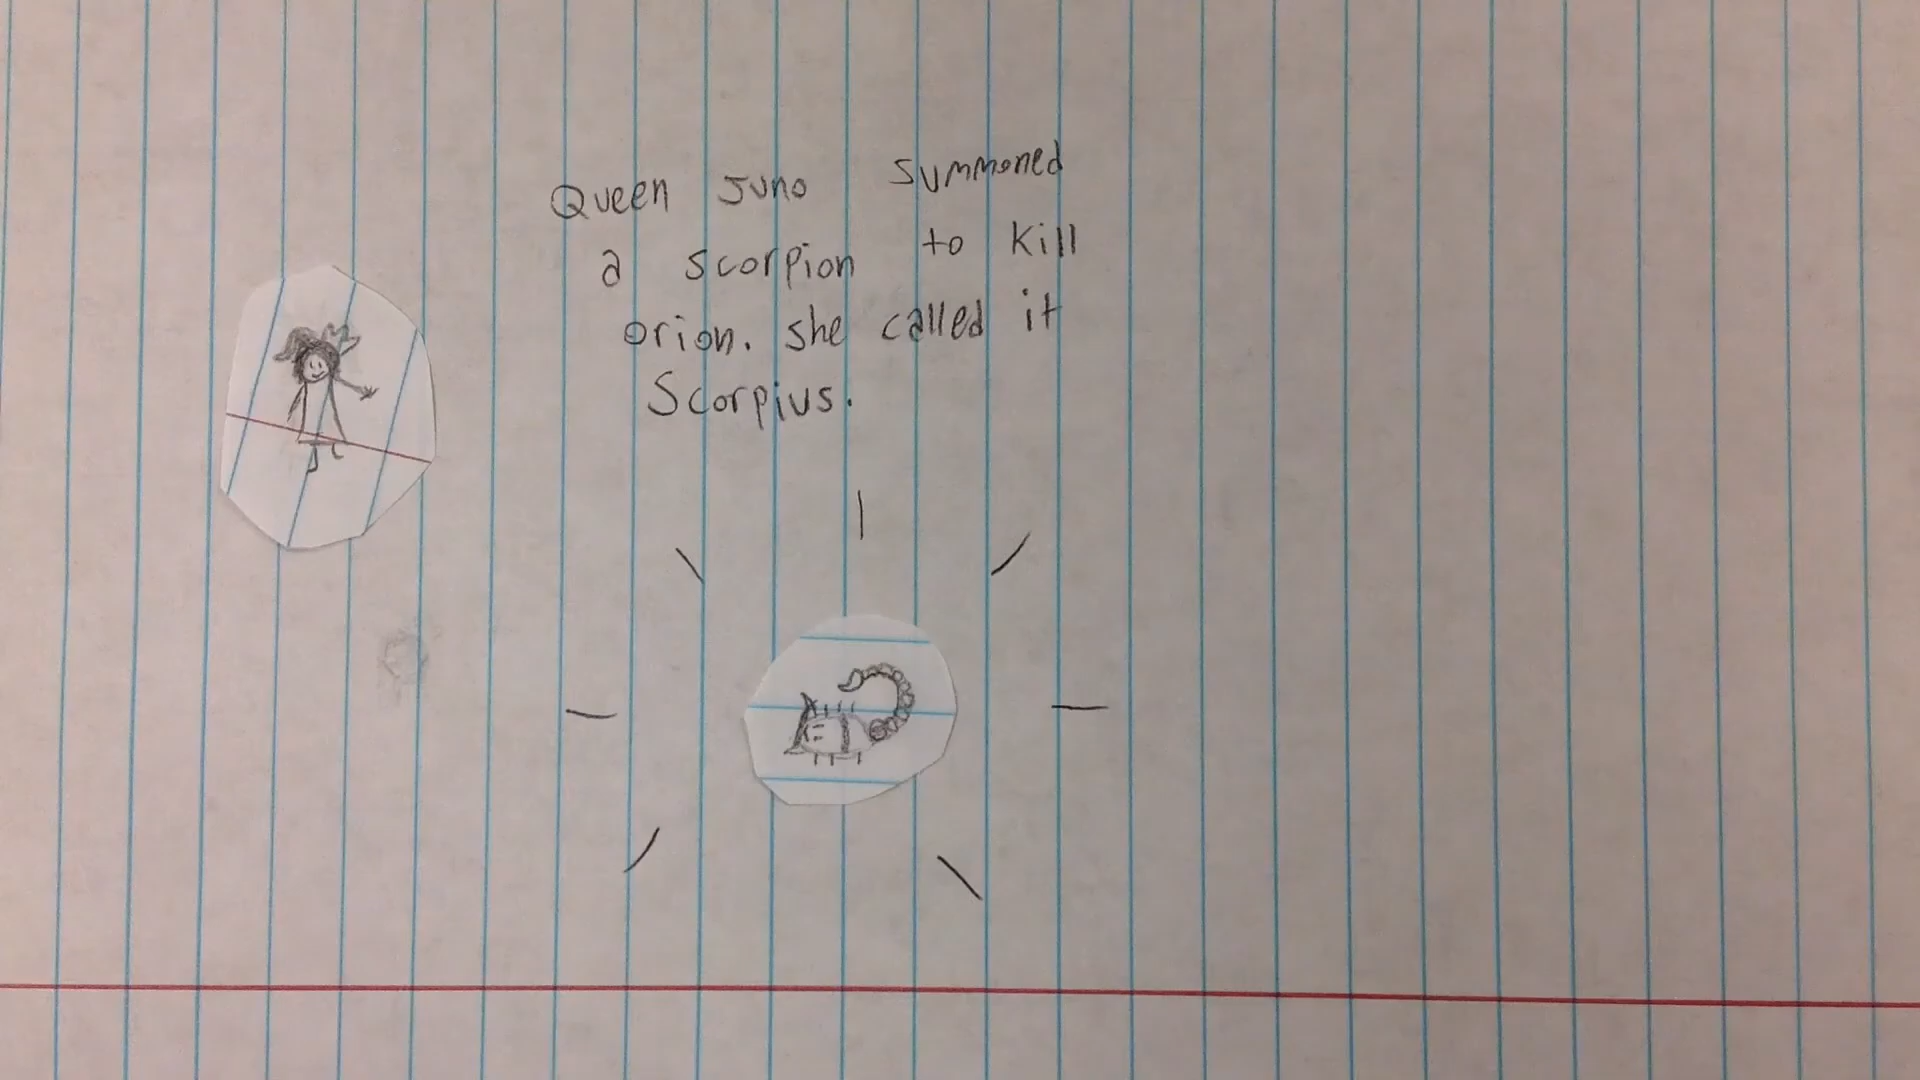 Queen Juno summoned
a scorpion to kill
orion. she called it
Scorpius.